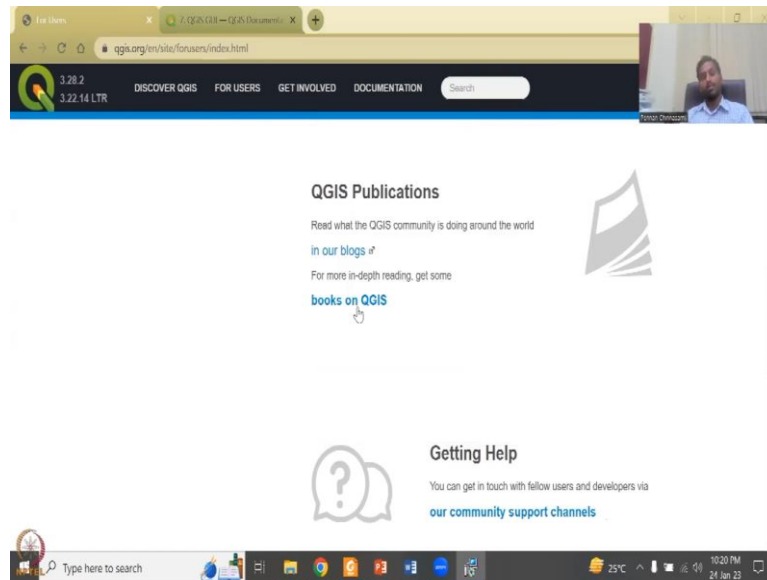 For Users
7. QGIS GUI — QGIS Documenta
qgis.org/en/site/forusers/index.html
3.28.2
3.22.14 LTR
DISCOVER QGIS
FOR USERS
GET INVOLVED
DOCUMENTATION
Search
QGIS Publications
Read what the QGIS community is doing around the world
in our blogs
For more in-depth reading, get some
books on QGIS
Getting Help
You can get in touch with fellow users and developers via
our community support channels
NPTEL
Type here to search
25°C
10:20 PM
24 Jan 23